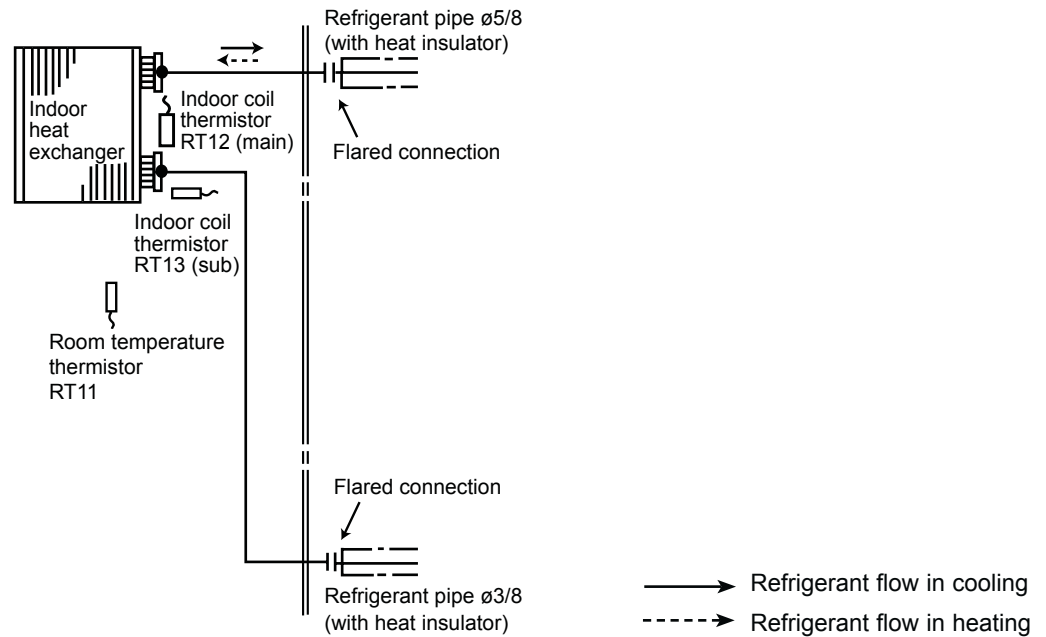 Refrigerant pipe ø5/8
(with heat insulator)
Indoor
heat
exchanger
Indoor coil
thermistor
RT12 (main)
Flared connection
Indoor coil
thermistor
RT13 (sub)
Room temperature
thermistor
RT11
Flared connection
Refrigerant pipe ø3/8
(with heat insulator)
Refrigerant flow in cooling
Refrigerant flow in heating